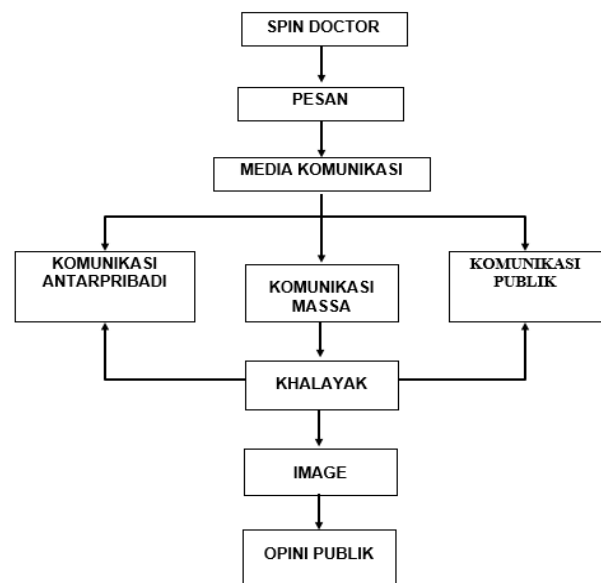 SPIN DOCTOR
PESAN
MEDIA KOMUNIKASI
KOMUNIKASI
ANTARPRIBADI
KOMUNIKASI
MASSA
KOMUNIKASI
PUBLIK
KHALAYAK
IMAGE
OPINI PUBLIK